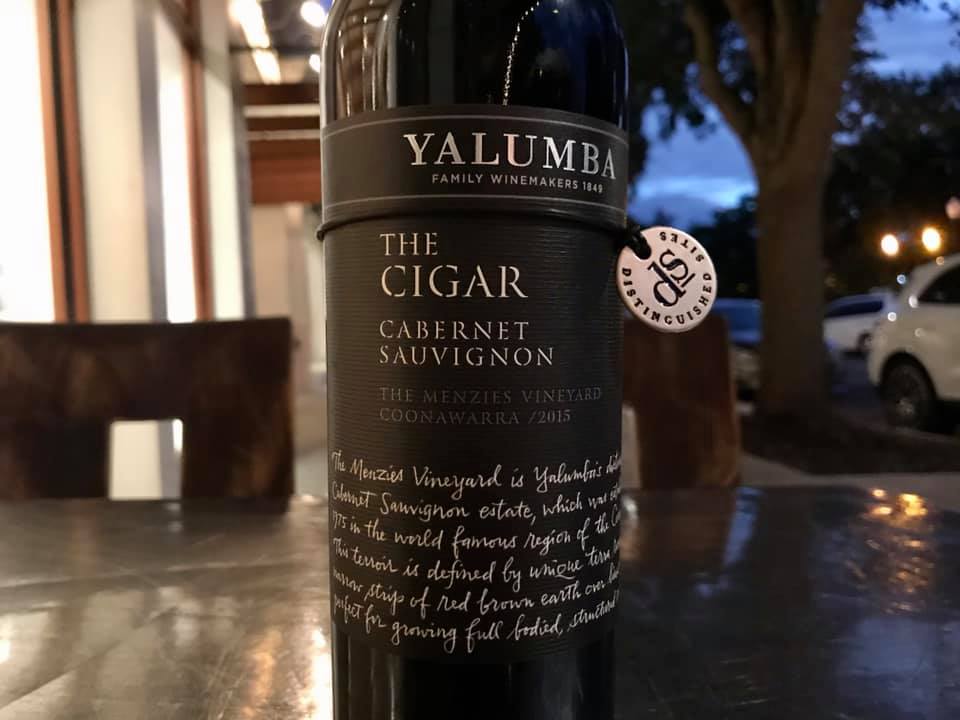 YALUMBA
FAMILY WINEMAKERS 1849
THE
CIGAR
CABERNET
SAUVIGNON
THE MENZIES VINEYARD
COONAWARRA / 2015
The Menzies Vineyard is Yalumba's
Cabernet Sauvignon estate, which was
1975 in the world famous region of the
This terroir is defined by unique terra
narrow strip of red brown earth over
perfect for growing full bodied, structured
ds
DISTINGUISHED SITES